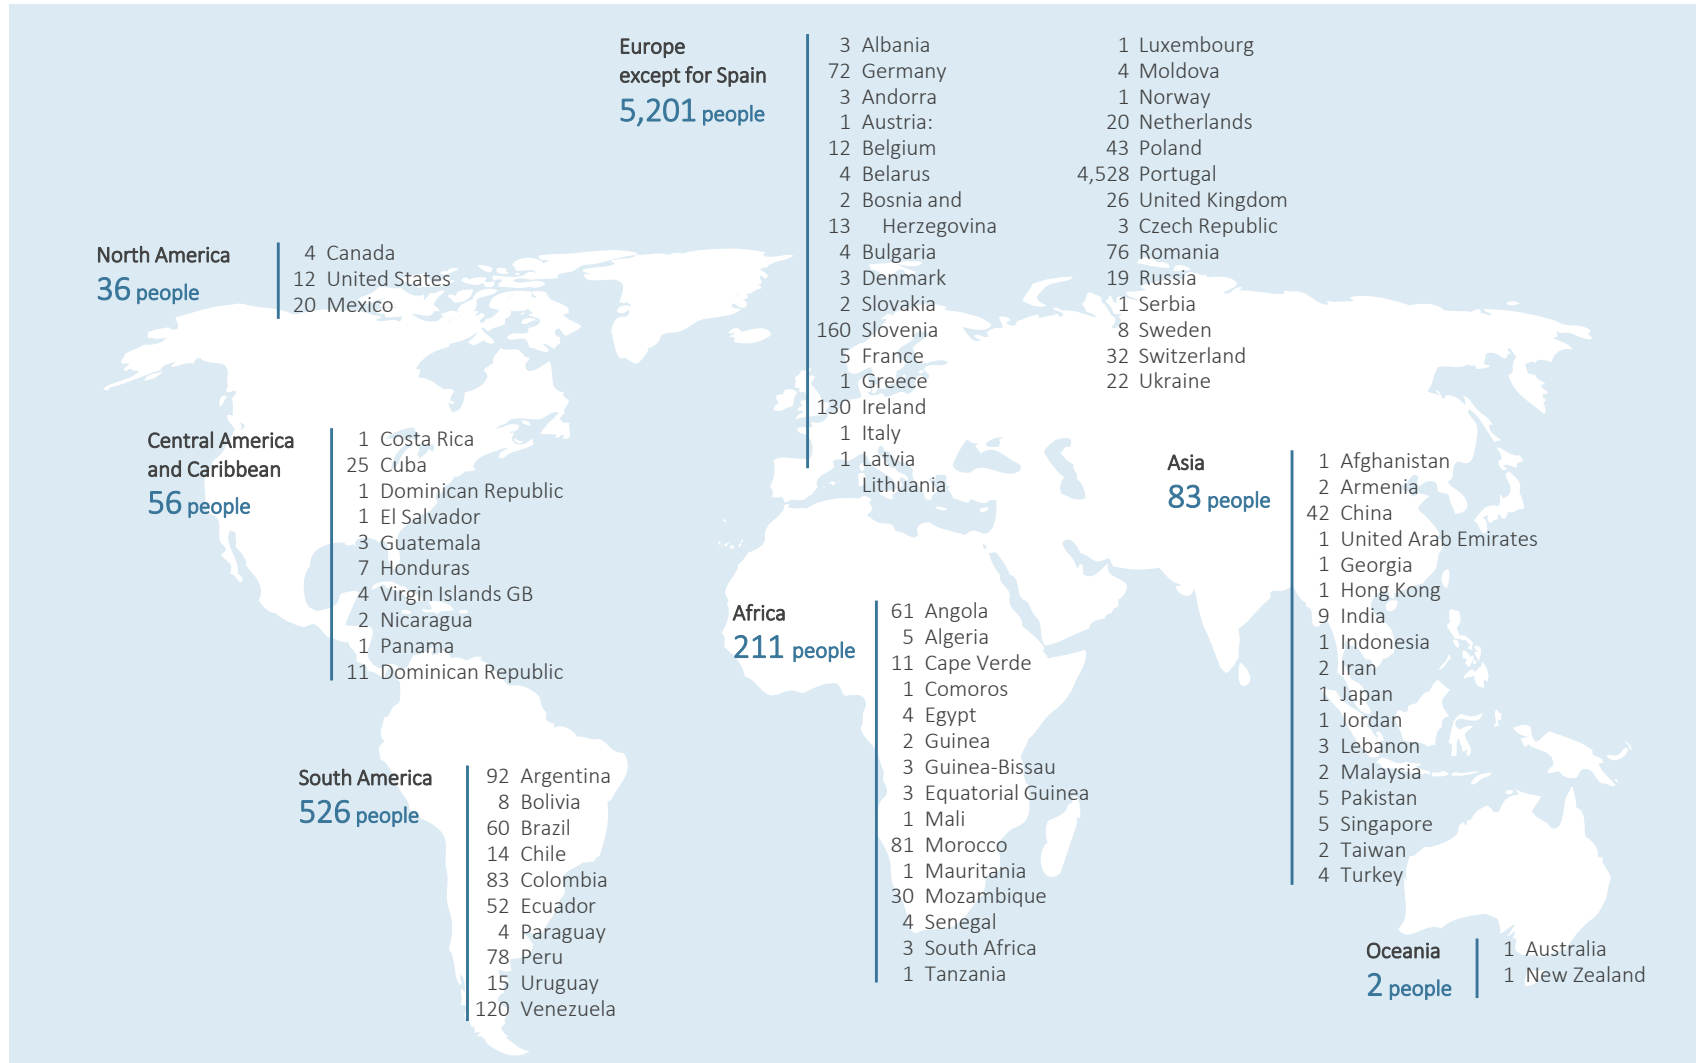 Europe
except for Spain
5,201 people
3 Albania
72 Germany
3 Andorra
1 Austria:
12 Belgium
4 Belarus
2 Bosnia and
13 Herzegovina
4 Bulgaria
3 Denmark
2 Slovakia
160 Slovenia
5 France
1 Greece
130 Ireland
1 Italy
1 Latvia
Lithuania
1 Luxembourg
4 Moldova
1 Norway
20 Netherlands
43 Poland
4,528 Portugal
26 United Kingdom
3 Czech Republic
76 Romania
19 Russia
1 Serbia
8 Sweden
32 Switzerland
22 Ukraine
North America
36 people
4 Canada
12 United States
20 Mexico
Central America
and Caribbean
56 people
1 Costa Rica
25 Cuba
1 Dominican Republic
1 El Salvador
3 Guatemala
7 Honduras
4 Virgin Islands GB
2 Nicaragua
1 Panama
11 Dominican Republic
Asia
83 people
1 Afghanistan
2 Armenia
42 China
1 United Arab Emirates
1 Georgia
1 Hong Kong
9 India
1 Indonesia
2 Iran
1 Japan
1 Jordan
3 Lebanon
2 Malaysia
5 Pakistan
5 Singapore
2 Taiwan
4 Turkey
Africa
211 people
61 Angola
5 Algeria
11 Cape Verde
1 Comoros
4 Egypt
2 Guinea
3 Guinea-Bissau
3 Equatorial Guinea
1 Mali
81 Morocco
1 Mauritania
30 Mozambique
4 Senegal
3 South Africa
1 Tanzania
South America
526 people
92 Argentina
8 Bolivia
60 Brazil
14 Chile
83 Colombia
52 Ecuador
4 Paraguay
78 Peru
15 Uruguay
120 Venezuela
Oceania
2 people
1 Australia
1 New Zealand